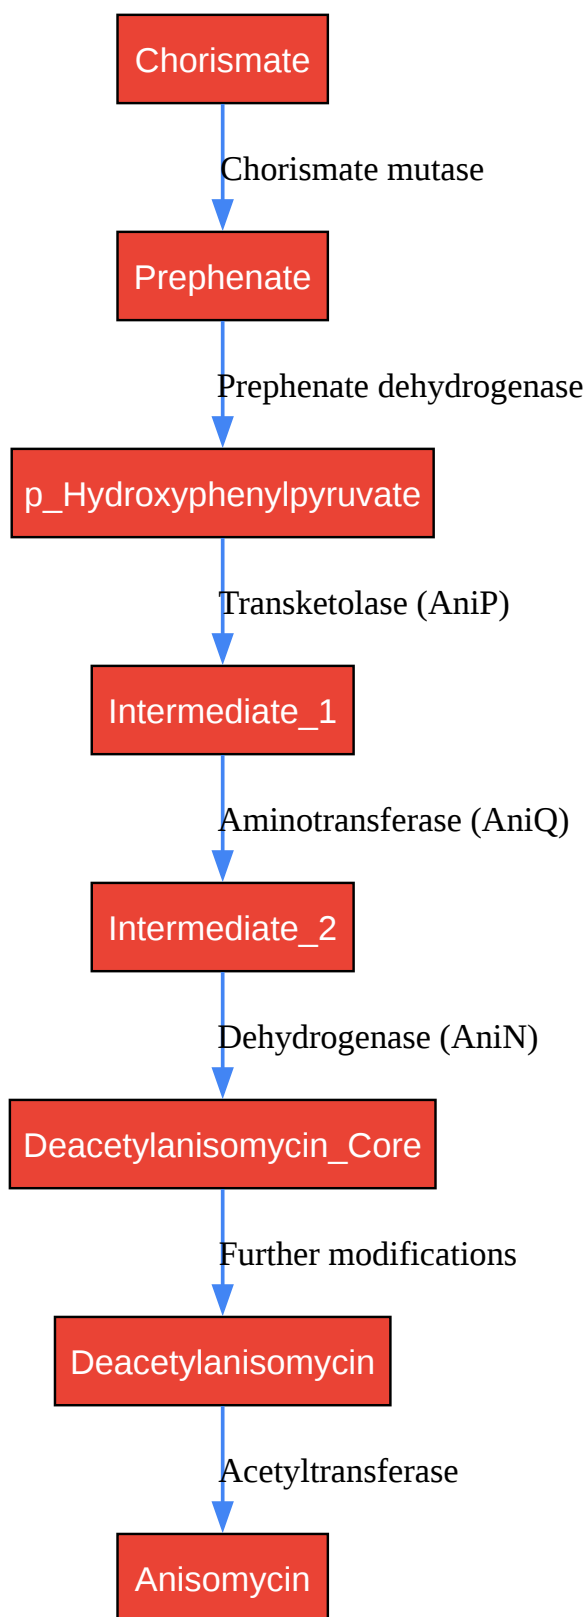 Chorismate
Chorismate mutase
Prephenate
Prephenate dehydrogenase
p_Hydroxyphenylpyruvate
Transketolase (AniP)
Intermediate_1
Aminotransferase (AniQ)
Intermediate_2
Dehydrogenase (AniN)
Deacetylanisomycin_Core
Further modifications
Deacetylanisomycin
Acetyltransferase
Anisomycin